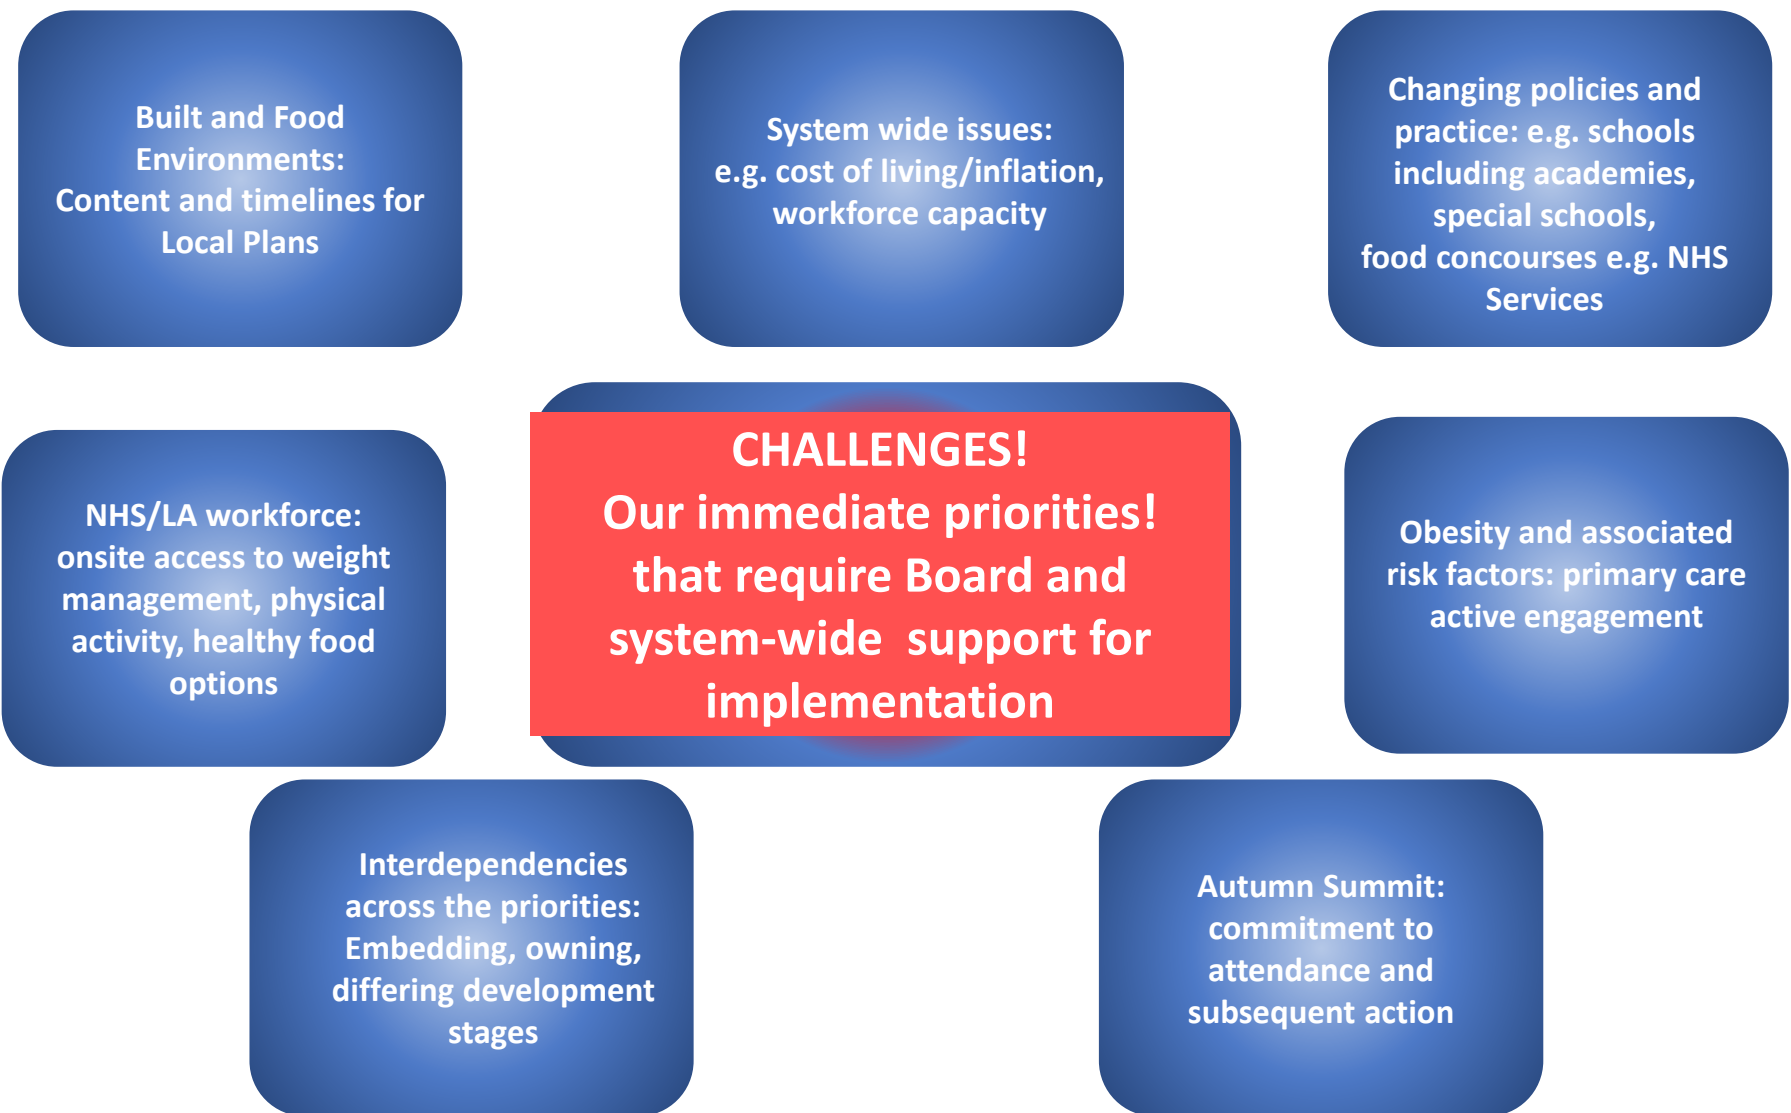 Built and Food
Environments:
Content and timelines for
Local Plans
System wide issues:
e.g. cost of living/inflation,
workforce capacity
Changing policies and
practice: e.g. schools
including academies,
special schools,
food concourses e.g. NHS
Services
NHS/LA workforce:
onsite access to weight
management, physical
activity, healthy food
options
CHALLENGES!
Our immediate priorities!
that require Board and
system-wide  support for
implementation
Obesity and associated
risk factors: primary care
active engagement
Interdependencies
across the priorities:
Embedding, owning,
differing development
stages
Autumn Summit:
commitment to
attendance and
subsequent action